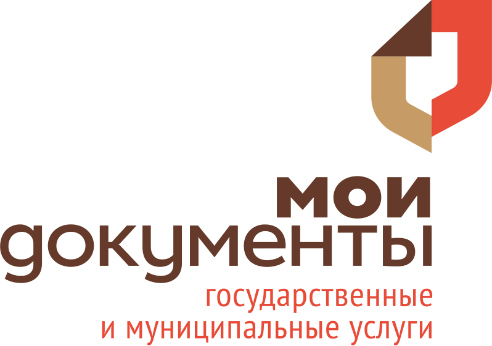 мои
документы
государственные
и муниципальные услуги